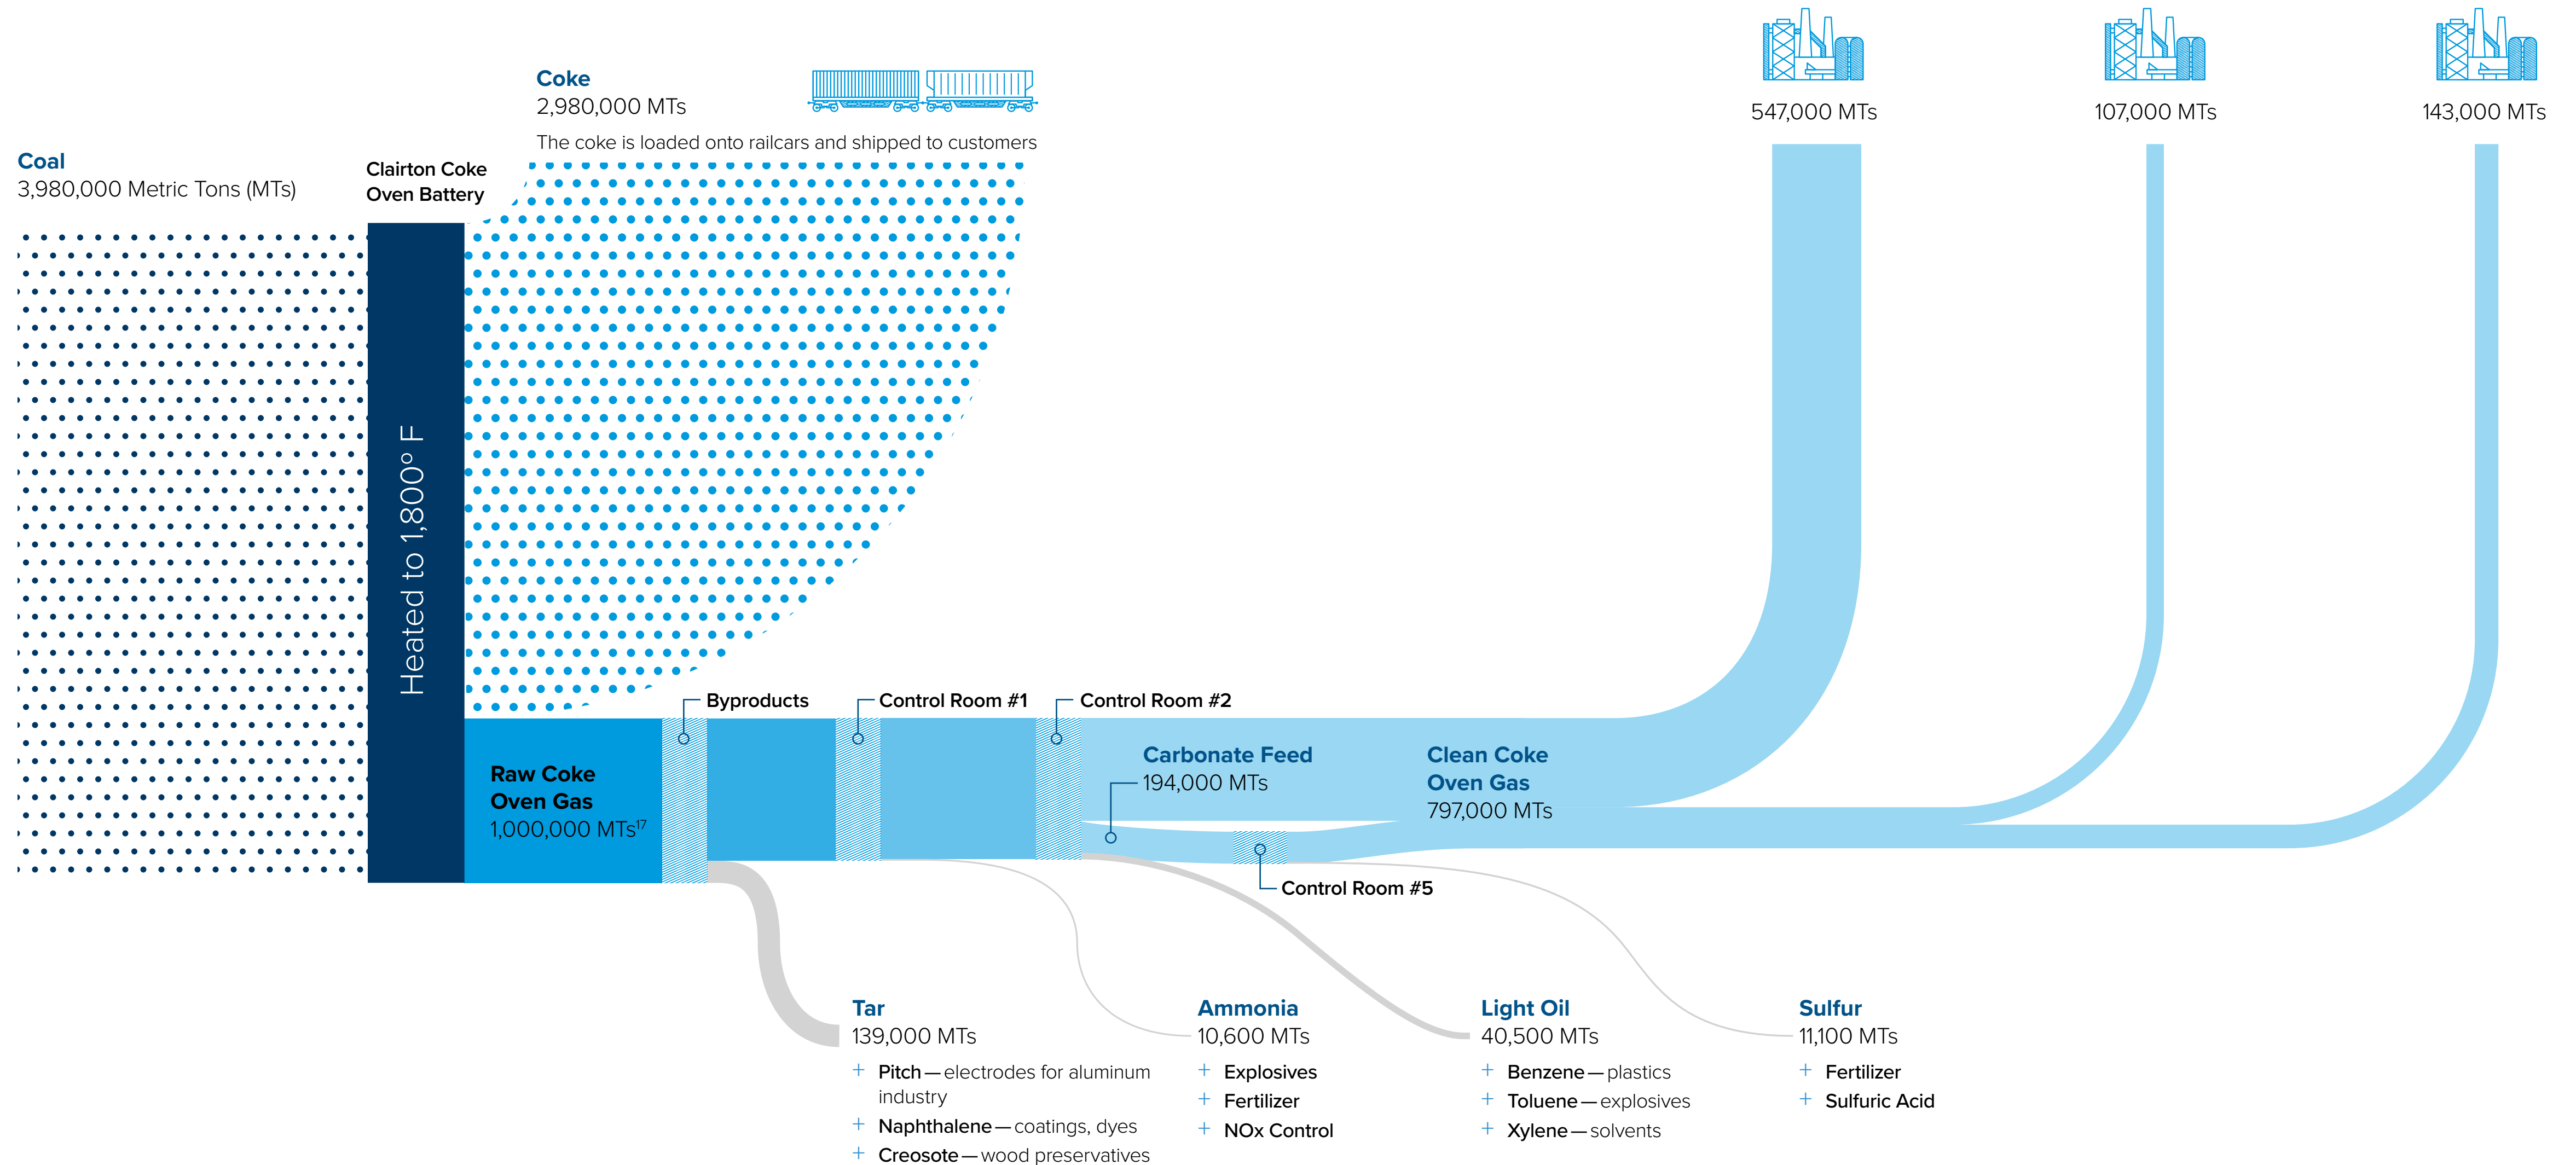 Coal
3,980,000 Metric Tons (MTs)
Clairton Coke
Oven Battery
Heated to 1,800º F
Coke
2,980,000 MTs
The coke is loaded onto railcars and shipped to customers
547,000 MTs
107,000 MTs
143,000 MTs
Raw Coke
Oven Gas
1,000,000 MTs¹⁷
Byproducts
Control Room #1
Control Room #2
Carbonate Feed
194,000 MTs
Clean Coke
Oven Gas
797,000 MTs
Control Room #5
Tar
139,000 MTs
+ Pitch—electrodes for aluminum
industry
+ Naphthalene—coatings, dyes
+ Creosote—wood preservatives
Ammonia
10,600 MTs
+ Explosives
+ Fertilizer
+ NOx Control
Light Oil
40,500 MTs
+ Benzene—plastics
+ Toluene—explosives
+ Xylene—solvents
Sulfur
11,100 MTs
+ Fertilizer
+ Sulfuric Acid